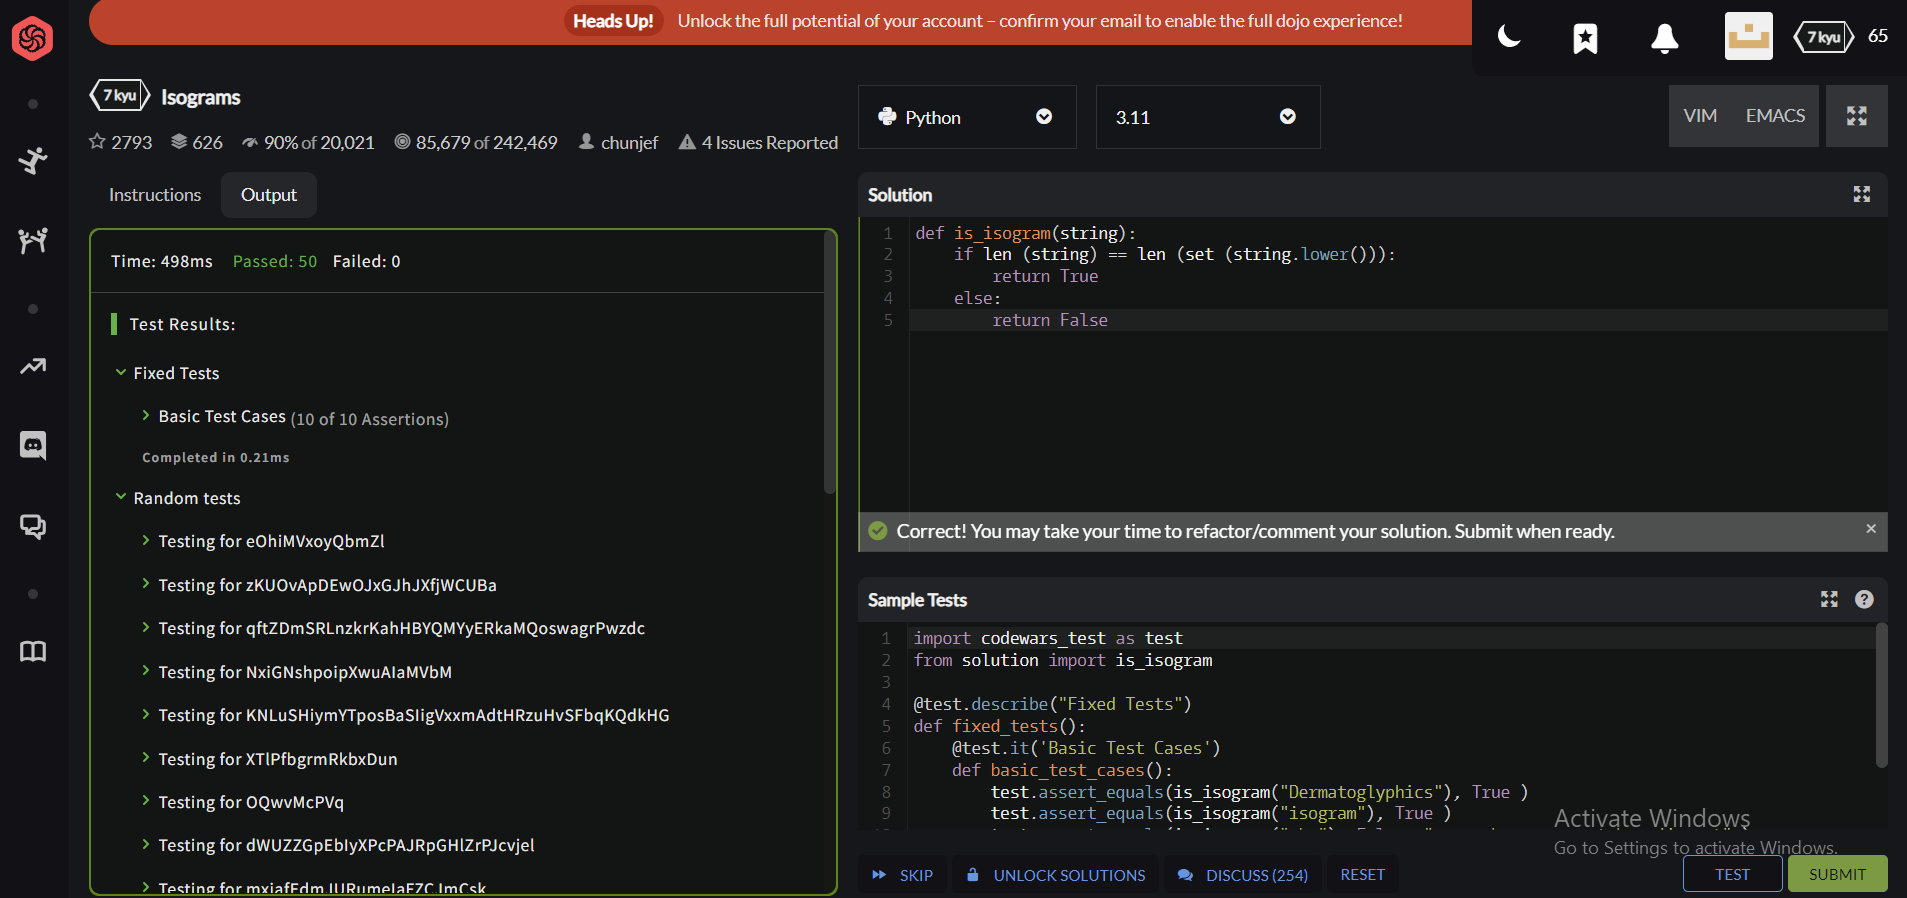 Heads Up! Unlock the full potential of your account – confirm your email to enable the full dojo experience!
7 kyu 65
7 kyu Isograms
2793 626 90% of 20,021 85,679 of 242,469 chunjef 4 Issues Reported
Python 3.11 VIM EMACS
Instructions Output
Time: 498ms Passed: 50 Failed: 0
Test Results:
Fixed Tests
Basic Test Cases (10 of 10 Assertions)
Completed in 0.21ms
Random tests
Testing for eOhiMVxoyQbmZl
Testing for zKUOvApDEwOJxGJhJXfjWCUBa
Testing for qftZDmSRLnzkrKahHBYQMYyERkaMQoswagrPwzdc
Testing for NxiGNshpoipXwuAIaMVbM
Testing for KNLuSHiymYTposBaSIigVxxmAdtHRzuHvSFbqKQdkHG
Testing for XTlPfbgrmRkbxDun
Testing for OQwvMcPVq
Testing for dWUZZGpEbIyXPcPAJRpGHlZrPJcvjel
Testing for
Solution
1 def is_isogram(string):
2 if len (string) == len (set (string.lower())):
3 return True
4 else:
5 return False
Correct! You may take your time to refactor/comment your solution. Submit when ready.
Sample Tests
1 import codewars_test as test
2 from solution import is_isogram
3
4 @test.describe("Fixed Tests")
5 def fixed_tests():
6 @test.it('Basic Test Cases')
7 def basic_test_cases():
8 test.assert_equals(is_isogram("Dermatoglyphics"), True )
9 test.assert_equals(is_isogram("isogram"), True )
Activate Windows
Go to Settings to activate Windows.
SKIP UNLOCK SOLUTIONS DISCUSS (254) RESET TEST SUBMIT